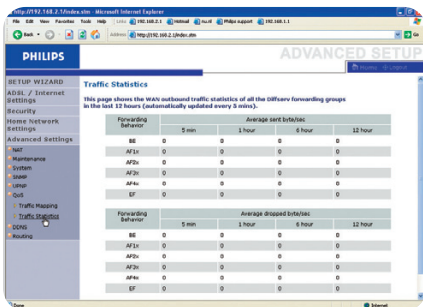 http://192.168.2.1/index.stm - Microsoft Internet Explorer
File Edit View Favorites Tools Help Links 192.168.2.1 Hotmail nu.nl Philips support 192.168.1.1
Back Address http://192.168.2.1/index.stm Go
PHILIPS
ADVANCED SETUP
Home Logout
SETUP WIZARD
ADSL / Internet Settings
Security
Home Network Settings
Advanced Settings
NAT
Maintenance
System
SNMP
UPNP
QoS
Traffic Mapping
Traffic Statistics
DDNS
Routing
Traffic Statistics
This page shows the WAN outbound traffic statistics of all the Diffserv forwarding groups
in the last 12 hours (automatically updated every 5 mins).
Forwarding Behavior Average sent byte/sec
5 min 1 hour 6 hour 12 hour
BE 0 0 0 0
AF1x 0 0 0 0
AF2x 0 0 0 0
AF3x 0 0 0 0
AF4x 0 0 0 0
EF 0 0 0 0
Forwarding Behavior Average dropped byte/sec
5 min 1 hour 6 hour 12 hour
BE 0 0 0 0
AF1x 0 0 0 0
AF2x 0 0 0 0
AF3x 0 0 0 0
AF4x 0 0 0 0
EF 0 0 0 0
Done Internet